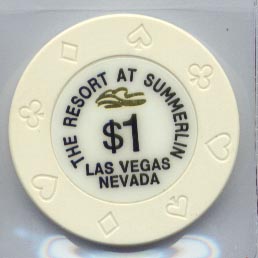 THE RESORT AT SUMMERLIN
$1
LAS VEGAS
NEVADA